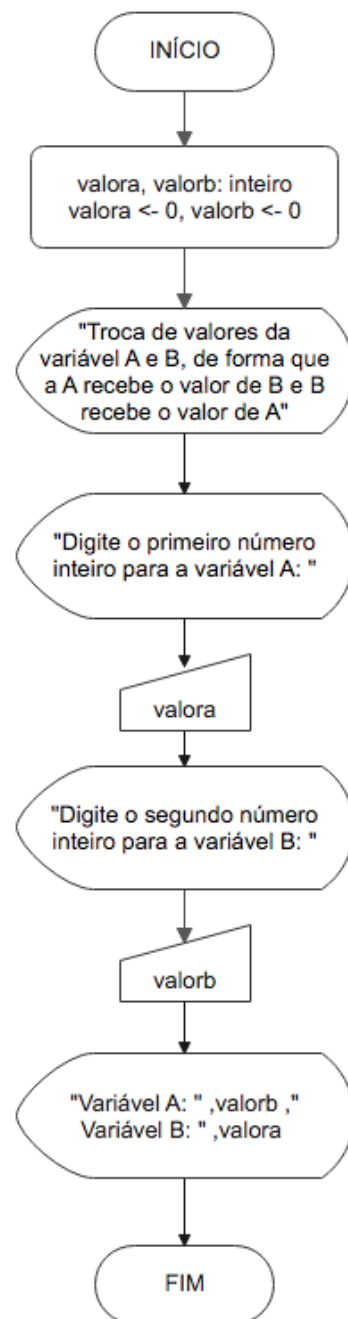 INÍCIO
valora, valorb: inteiro
valora <- 0, valorb <- 0
"Troca de valores da
variável A e B, de forma que
a A recebe o valor de B e B
recebe o valor de A"
"Digite o primeiro número
inteiro para a variável A: "
valora
"Digite o segundo número
inteiro para a variável B: "
valorb
"Variável A: " ,valorb ,"
Variável B: " ,valora
FIM